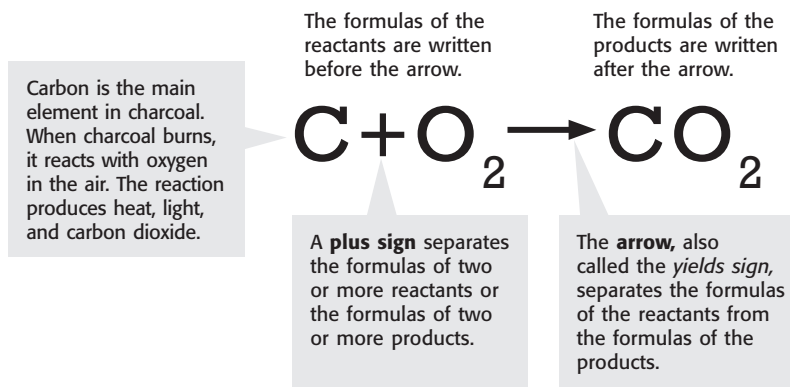 The formulas of the
reactants are written
before the arrow.
The formulas of the
products are written
after the arrow.
Carbon is the main
element in charcoal.
When charcoal burns,
it reacts with oxygen
in the air. The reaction
produces heat, light,
and carbon dioxide.
C + O₂ → CO₂
A plus sign separates
the formulas of two
or more reactants or
the formulas of two
or more products.
The arrow, also
called the yields sign,
separates the formulas
of the reactants from
the formulas of the
products.